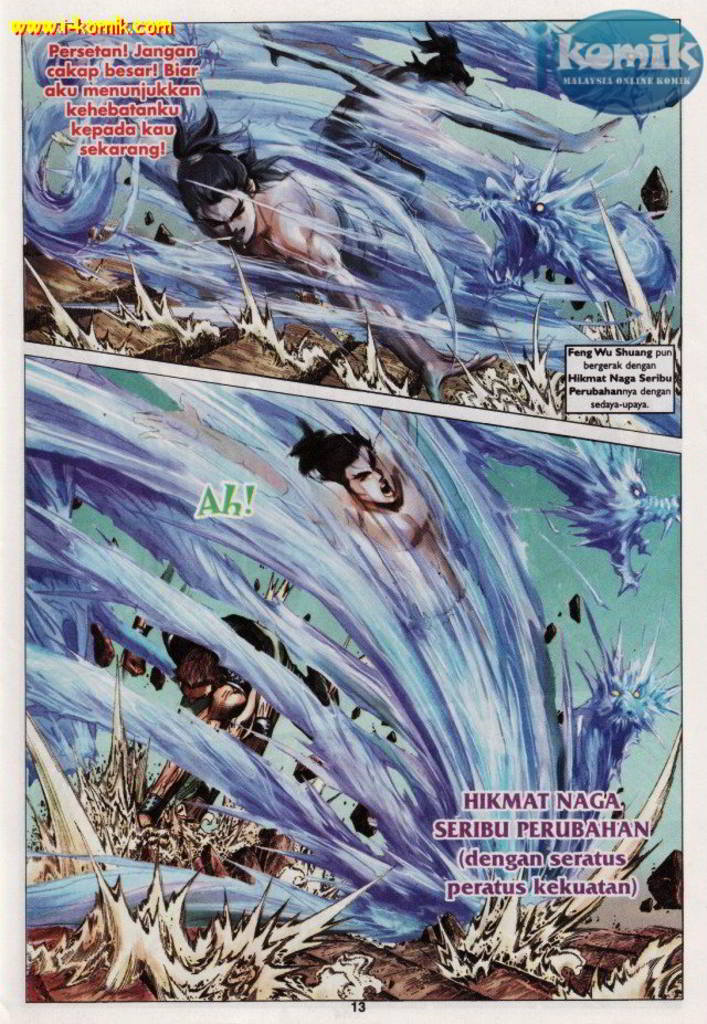 www.i-komik.com
Persetan! Jangan
cakap besar! Biar
aku menunjukkan
kehebatanku
kepada kau
sekarang!
i komik
MALAYSIA ONLINE KOMIK
Feng Wu Shuang pun
bergerak dengan
Hikmat Naga Seribu
Perubahannya dengan
sedaya-upaya.
Ah!
HIKMAT NAGA
SERIBU PERUBAHAN
(dengan seratus
peratus kekuatan)
13